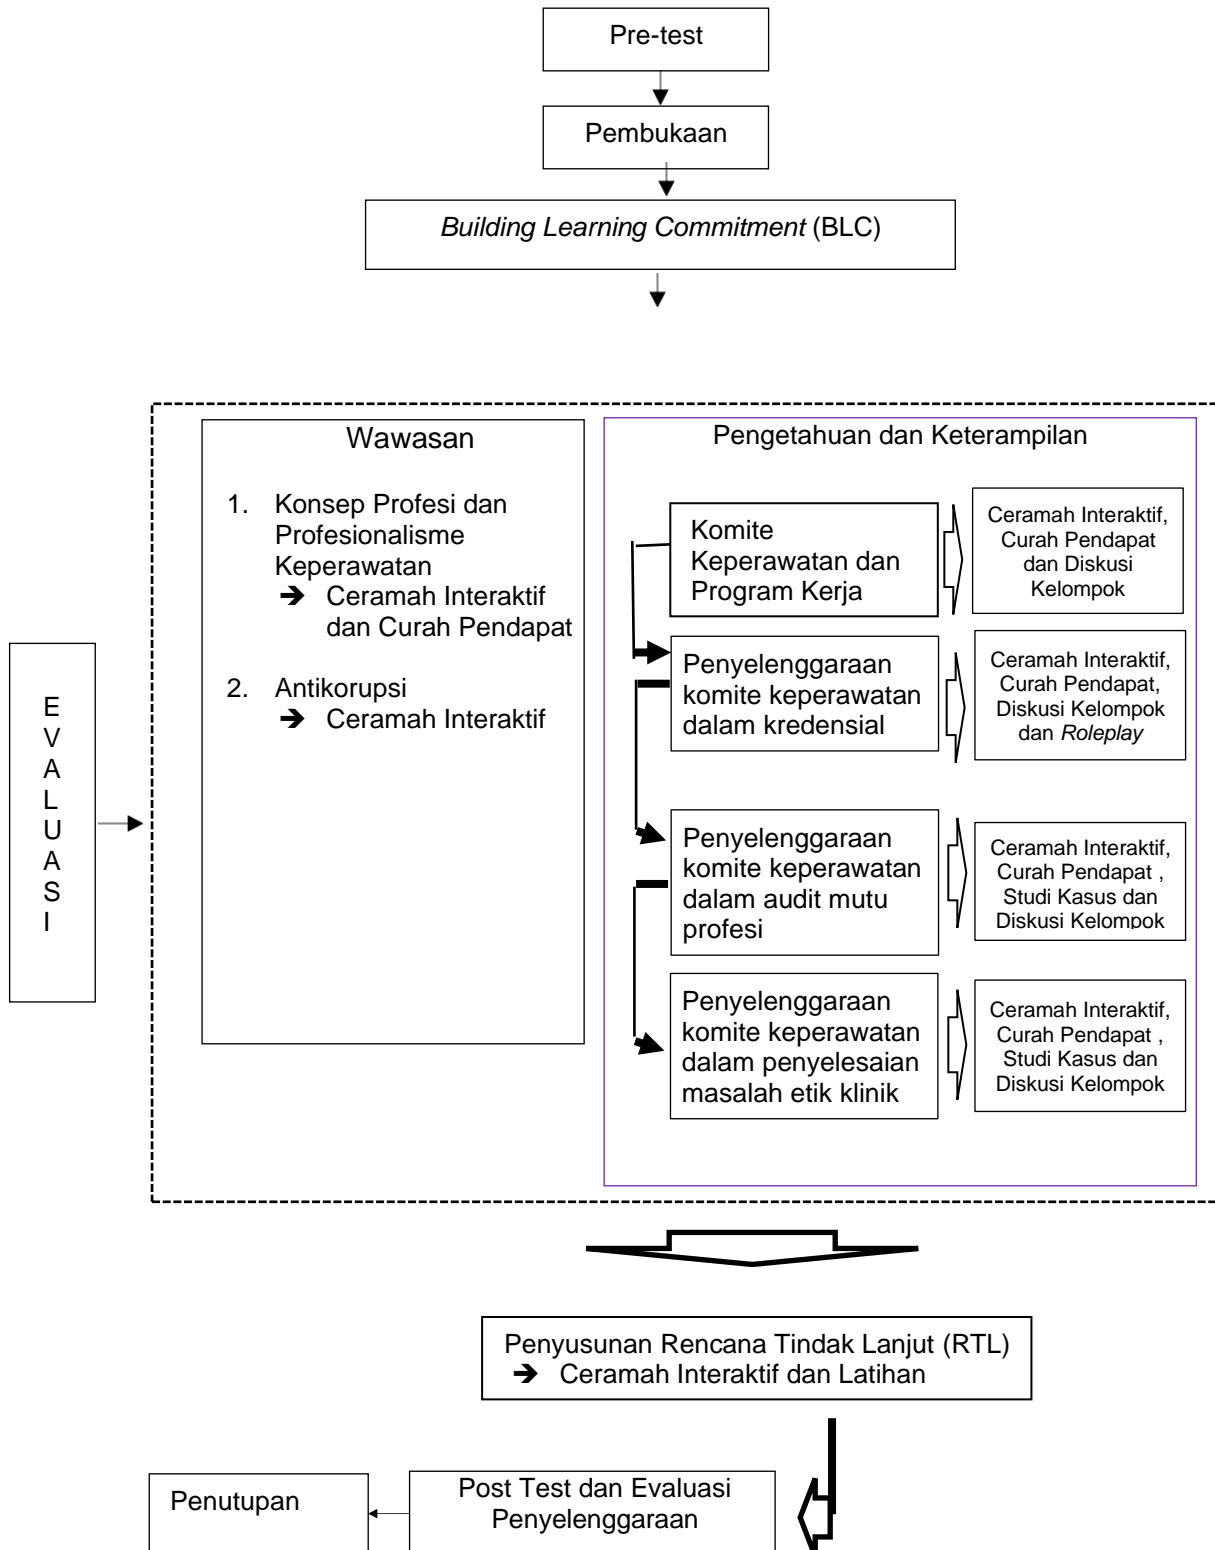 Pre-test
Pembukaan
Building Learning Commitment (BLC)
E
V
A
L
U
A
S
I
Wawasan
1. Konsep Profesi dan
Profesionalisme
Keperawatan
➔ Ceramah Interaktif
dan Curah Pendapat
2. Antikorupsi
➔ Ceramah Interaktif
Pengetahuan dan Keterampilan
Komite
Keperawatan dan
Program Kerja
Ceramah Interaktif,
Curah Pendapat
dan Diskusi
Kelompok
Penyelenggaraan
komite keperawatan
dalam kredensial
Ceramah Interaktif,
Curah Pendapat,
Diskusi Kelompok
dan Roleplay
Penyelenggaraan
komite keperawatan
dalam audit mutu
profesi
Ceramah Interaktif,
Curah Pendapat ,
Studi Kasus dan
Diskusi Kelompok
Penyelenggaraan
komite keperawatan
dalam penyelesaian
masalah etik klinik
Ceramah Interaktif,
Curah Pendapat ,
Studi Kasus dan
Diskusi Kelompok
Penyusunan Rencana Tindak Lanjut (RTL)
➔ Ceramah Interaktif dan Latihan
Post Test dan Evaluasi
Penyelenggaraan
Penutupan